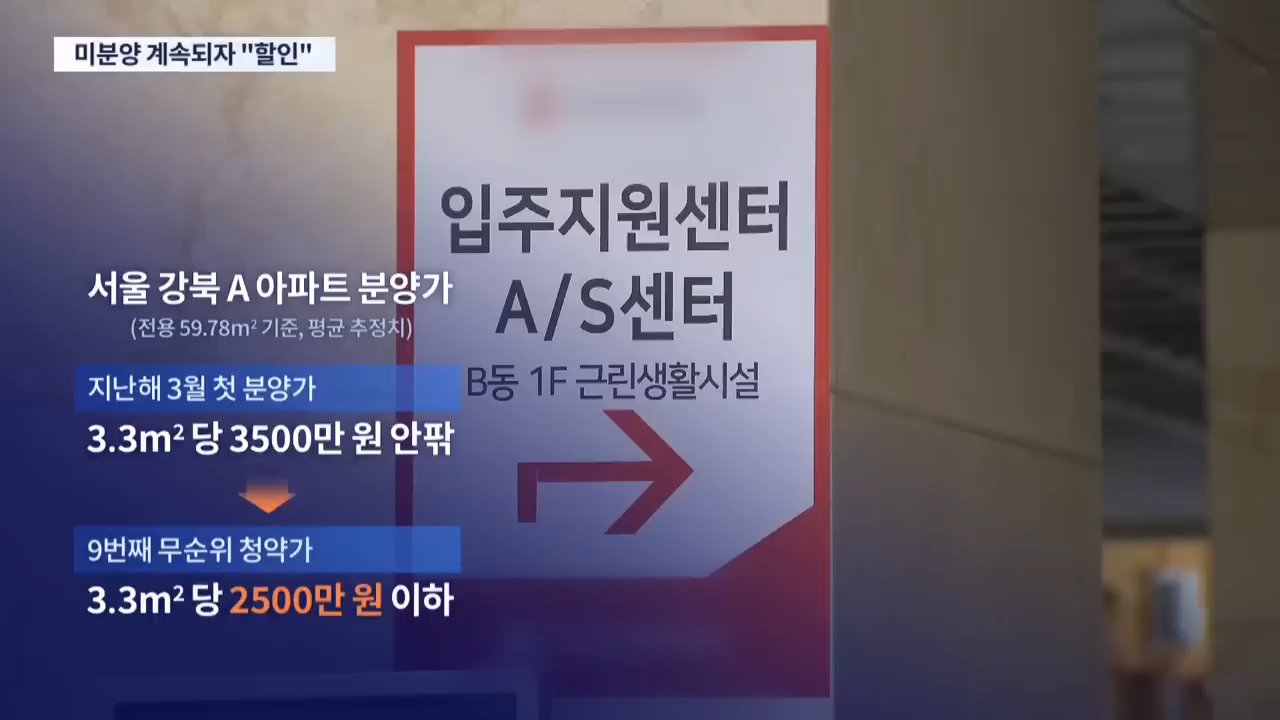 미분양 계속되자 "할인"
입주지원센터
A/S센터
B동 1F 근린생활시설
서울 강북 A 아파트 분양가
(전용 59.78m² 기준, 평균 추정치)
지난해 3월 첫 분양가
3.3m² 당 3500만 원 안팎
9번째 무순위 청약가
3.3m² 당 2500만 원 이하